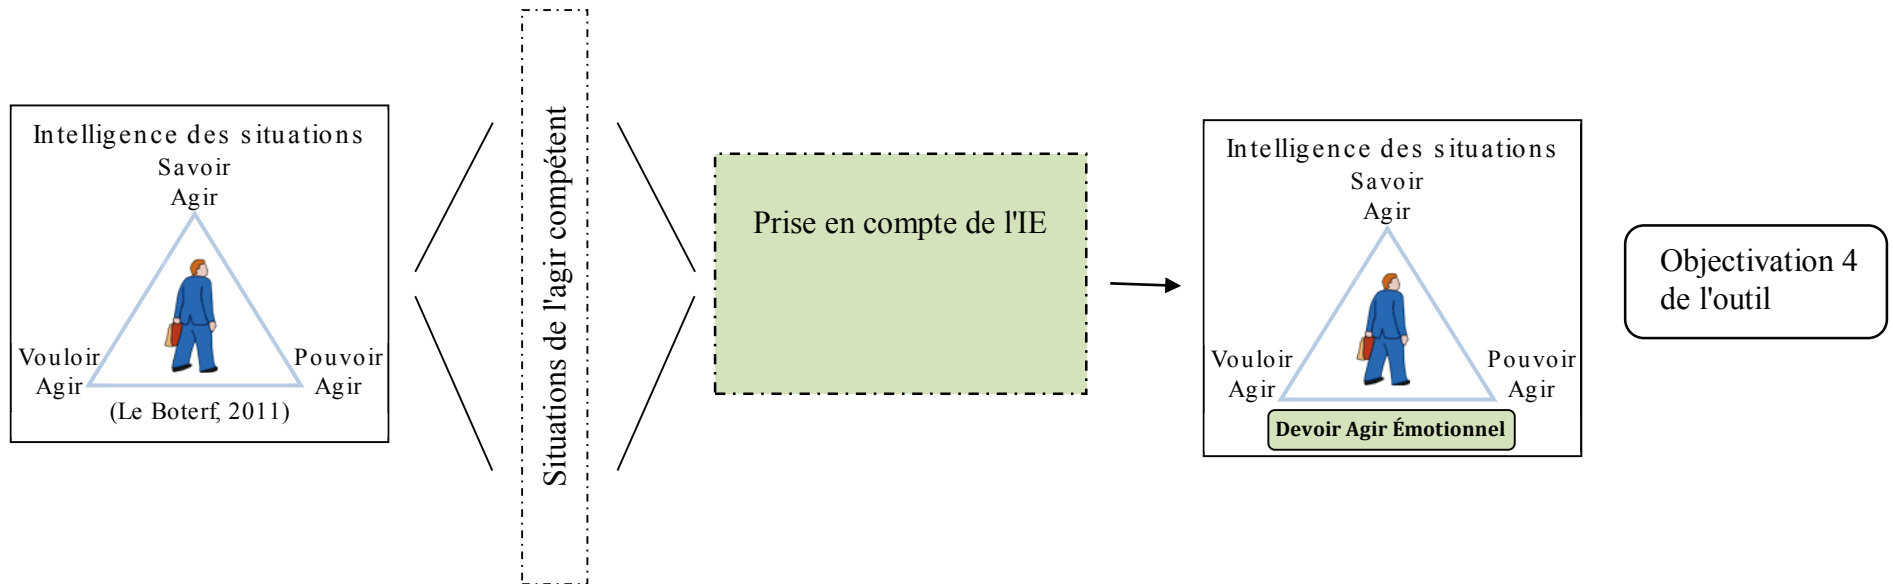 Intelligence des situations
Savoir
Agir
Vouloir
Agir
Pouvoir
Agir
(Le Boterf, 2011)
Situations de l'agir compétent
Prise en compte de l'IE
Intelligence des situations
Savoir
Agir
Vouloir
Agir
Pouvoir
Agir
Devoir Agir Émotionnel
Objectivation 4
de l'outil